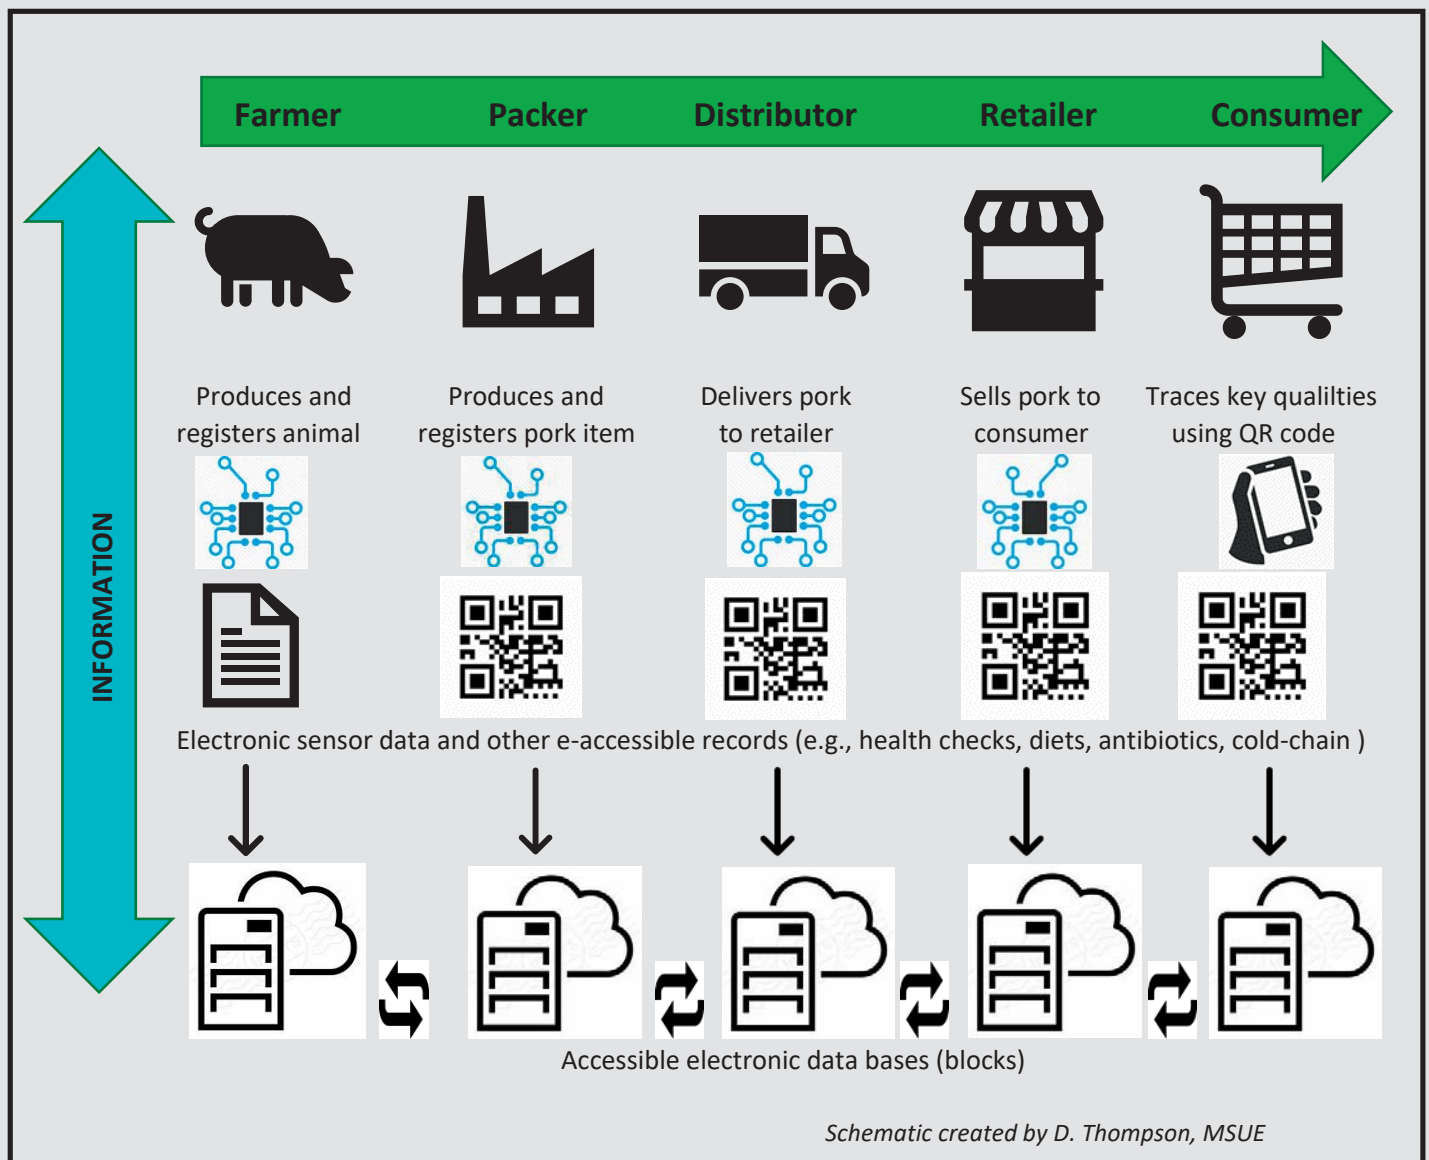 Farmer Packer Distributor Retailer Consumer
INFORMATION
Produces and
registers animal
Produces and
registers pork item
Delivers pork
to retailer
Sells pork to
consumer
Traces key qualilties
using QR code
Electronic sensor data and other e-accessible records (e.g., health checks, diets, antibiotics, cold-chain )
Accessible electronic data bases (blocks)
Schematic created by D. Thompson, MSUE